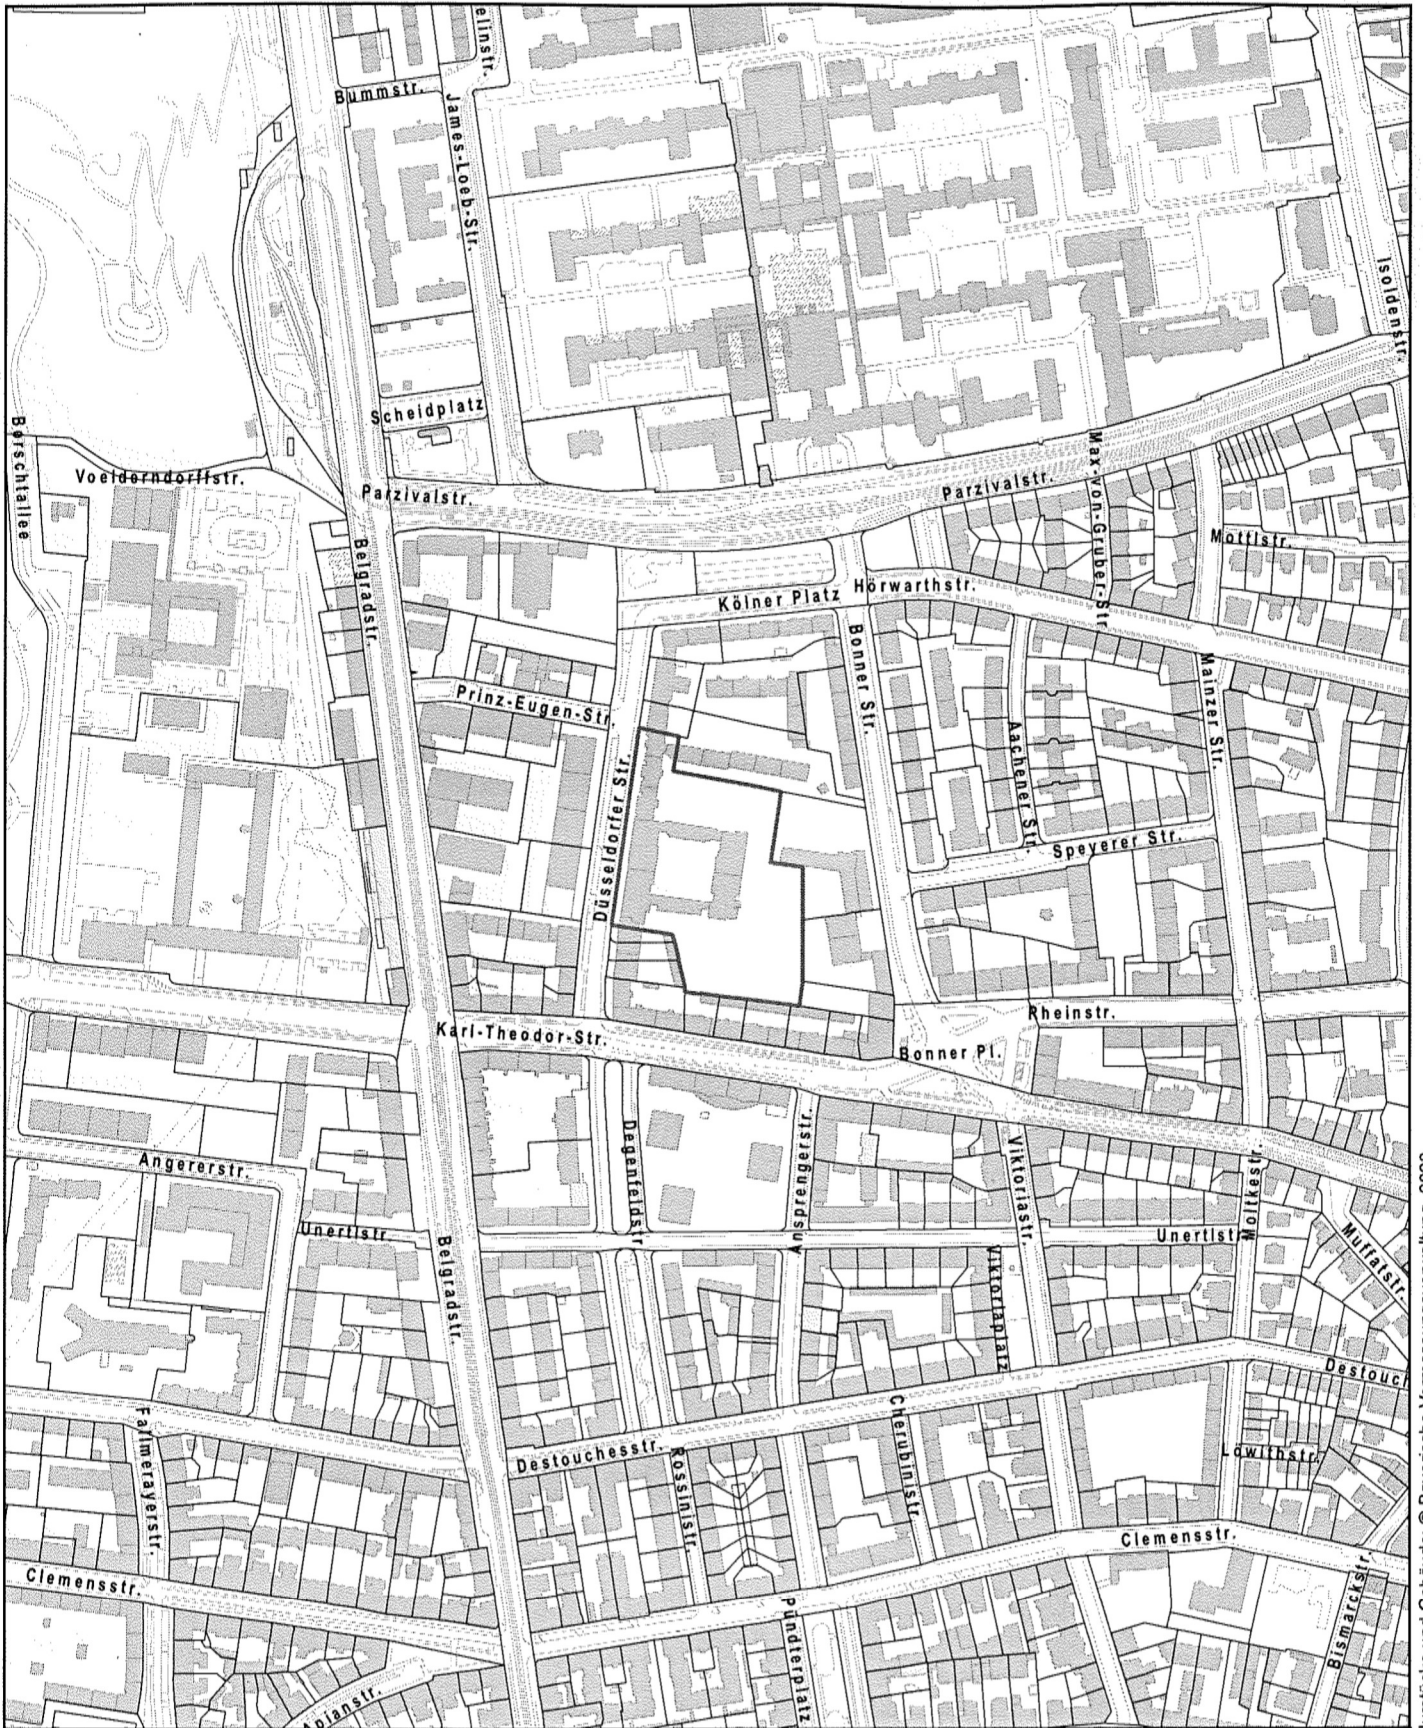 elinstr.
Bummstr.
James-Loeb-Str.
Isoldenstr.
Scheidplatz
Borschtallee
Voelderndorffstr.
Parzivalstr.
Parzivalstr.
Max-von-Gruber-Str.
Mottlstr.
Belgradstr.
Kölner Platz
Hörwarthstr.
Bonner Str.
Prinz-Eugen-Str.
Mainzer Str.
Aachener Str.
Düsseldorfer Str.
Speyerer Str.
Rheinstr.
Karl-Theodor-Str.
Bonner Pl.
Degenfeldstr.
Ansprengerstr.
Viktoriastr.
Moltkestr.
Angererstr.
Unertlstr.
Unertlstr.
Muffatstr.
Belgradstr.
Viktoriaplatz
Destouch
Fallmerayerstr.
Cherubinistr.
Destouchesstr.
Rossinistr.
Löwithstr.
Clemensstr.
Clemensstr.
Bismarckstr.
Pündterplatz
Apianstr.